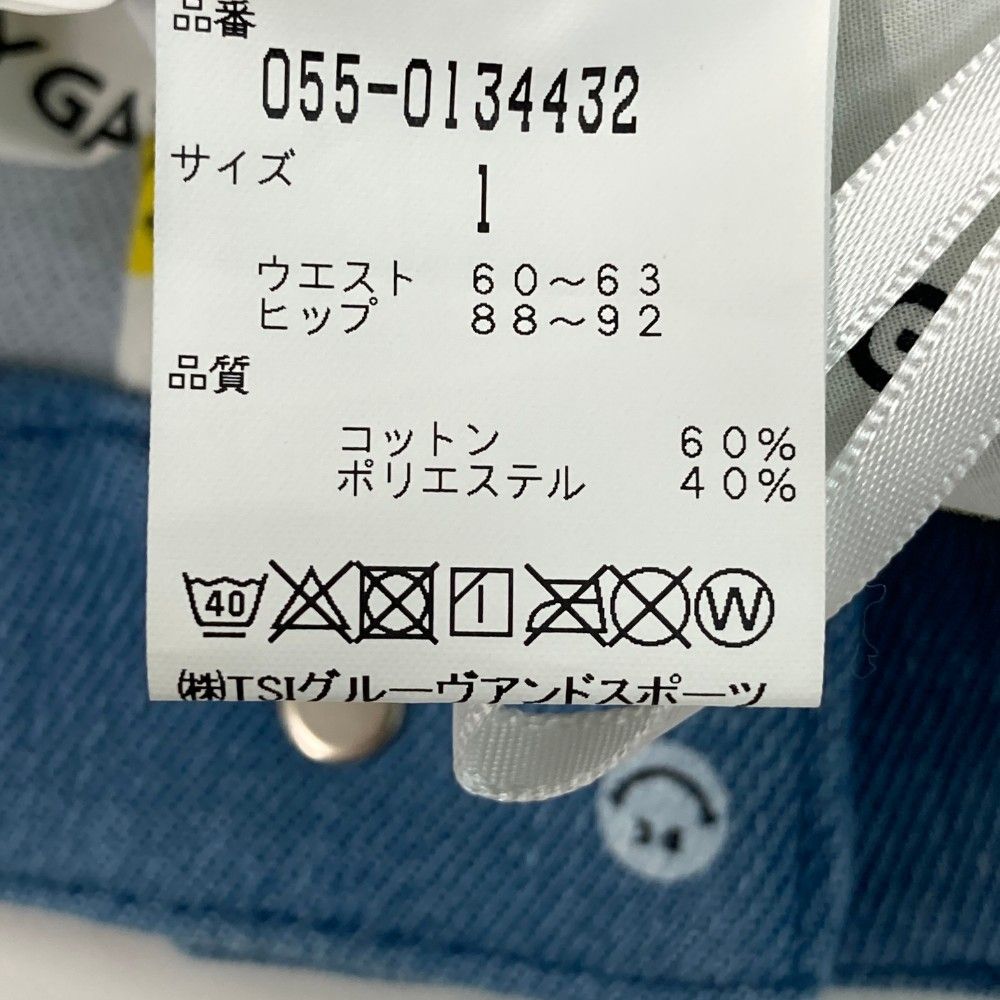 品番
055-0134432
サイズ
1
ウエスト 60～63
ヒップ 88～92
品質
コットン 60%
ポリエステル 40%
40
W
㈱TSIグルーヴアンドスポーツ
Y GA